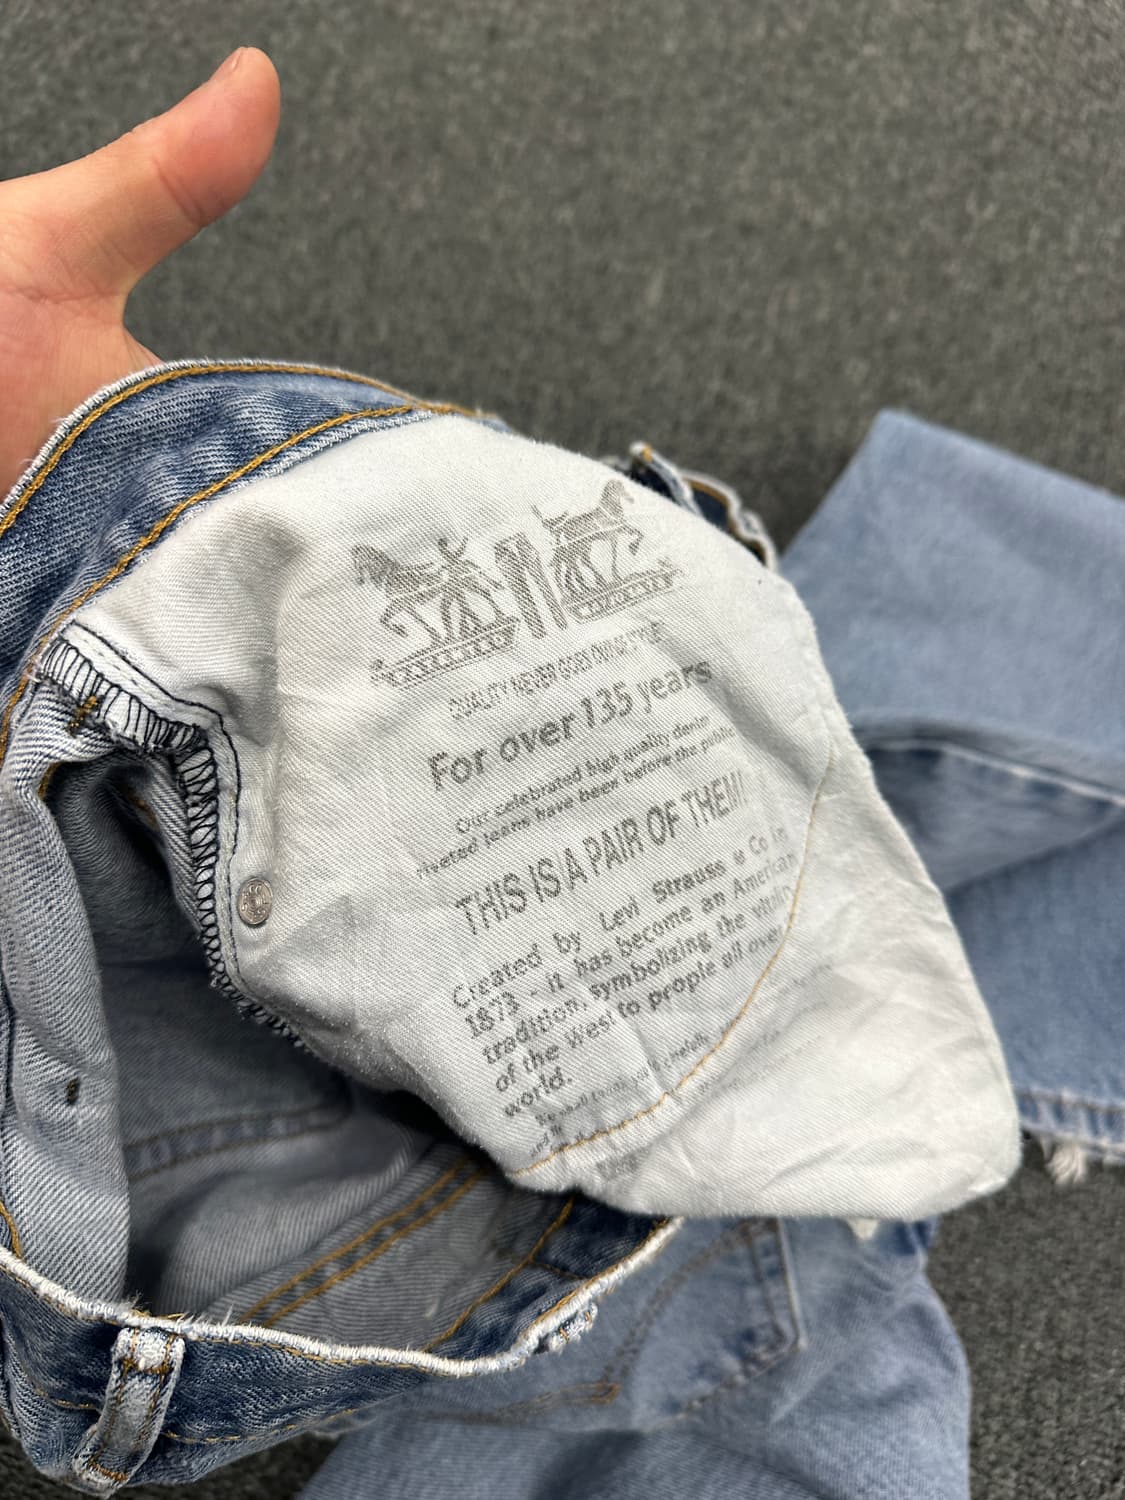 QUALITY NEVER GOES OUT OF STYLE
For over 135 years
Our celebrated high quality denim
riveted jeans have been before the public
THIS IS A PAIR OF THEM!
Created by Levi Strauss & Co in
1873 - it has become an American
tradition, symbolizing the vitality
of the West to people all over
world.